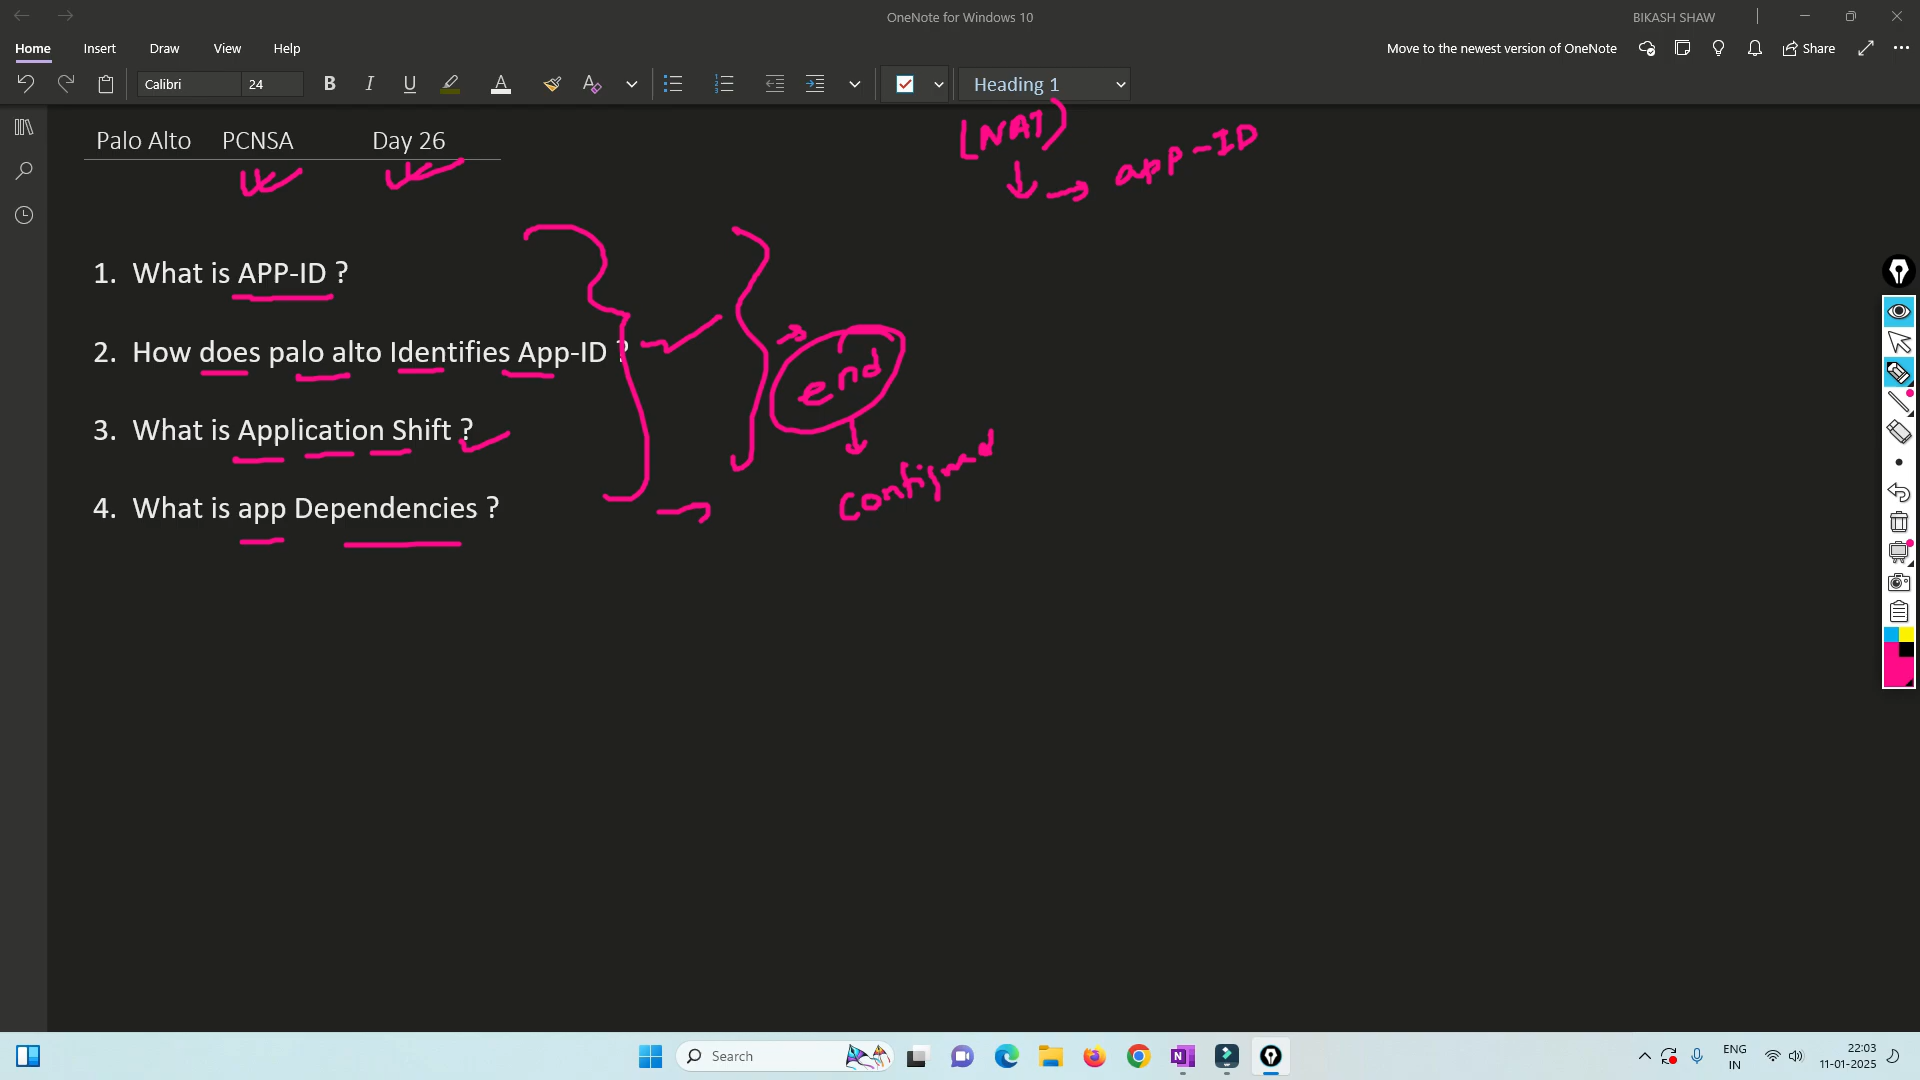 OneNote for Windows 10
BIKASH SHAW
Home Insert Draw View Help
Move to the newest version of OneNote
Share
Calibri 24 B I U A A Heading 1
Palo Alto PCNSA Day 26
(NAT)
app-ID
1. What is APP-ID ?
2. How does palo alto Identifies App-ID ?
end
3. What is Application Shift ?
4. What is app Dependencies ?
Search
N
ENG
IN
22:03
11-01-2025